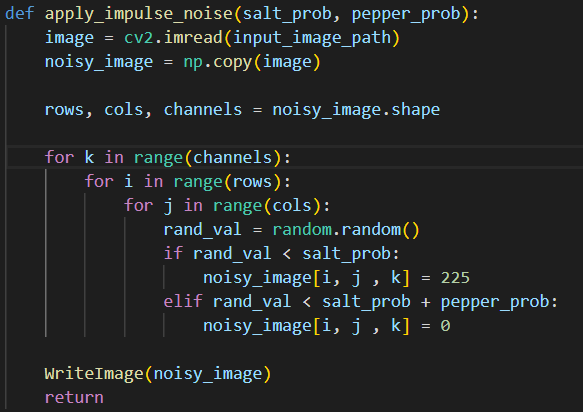 def apply_impulse_noise(salt_prob, pepper_prob):
    image = cv2.imread(input_image_path)
    noisy_image = np.copy(image)

    rows, cols, channels = noisy_image.shape

    for k in range(channels):
        for i in range(rows):
            for j in range(cols):
                rand_val = random.random()
                if rand_val < salt_prob:
                    noisy_image[i, j , k] = 225
                elif rand_val < salt_prob + pepper_prob:
                    noisy_image[i, j , k] = 0

    WriteImage(noisy_image)
    return